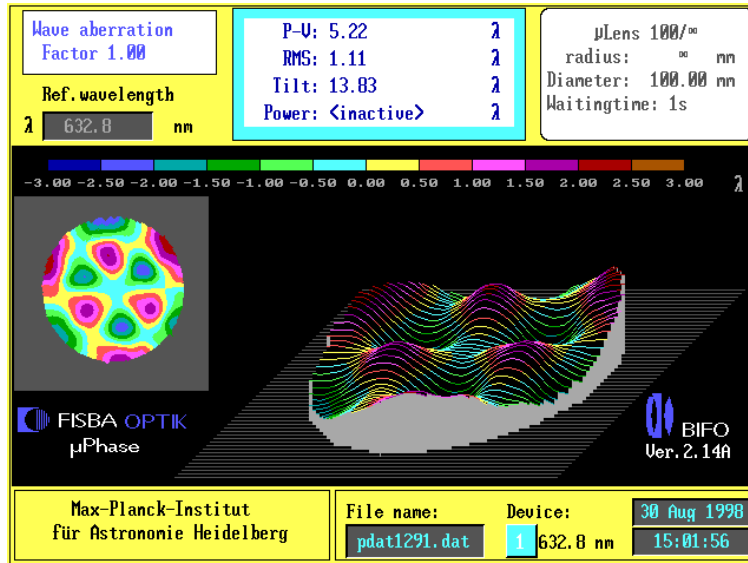 Wave aberration
Factor 1.00
Ref.wavelength
λ 632.8 nm
P-V: 5.22 λ
RMS: 1.11 λ
Tilt: 13.83 λ
Power: <inactive> λ
µLens 100/∞
radius: ∞ mm
Diameter: 100.00 mm
Waitingtime: 1s
-3.00 -2.50 -2.00 -1.50 -1.00 -0.50 0.00 0.50 1.00 1.50 2.00 2.50 3.00 λ
FISBA OPTIK
µPhase
BIFO
Ver.2.14A
Max-Planck-Institut
für Astronomie Heidelberg
File name:
pdat1291.dat
Device:
1 632.8 nm
30 Aug 1998
15:01:56